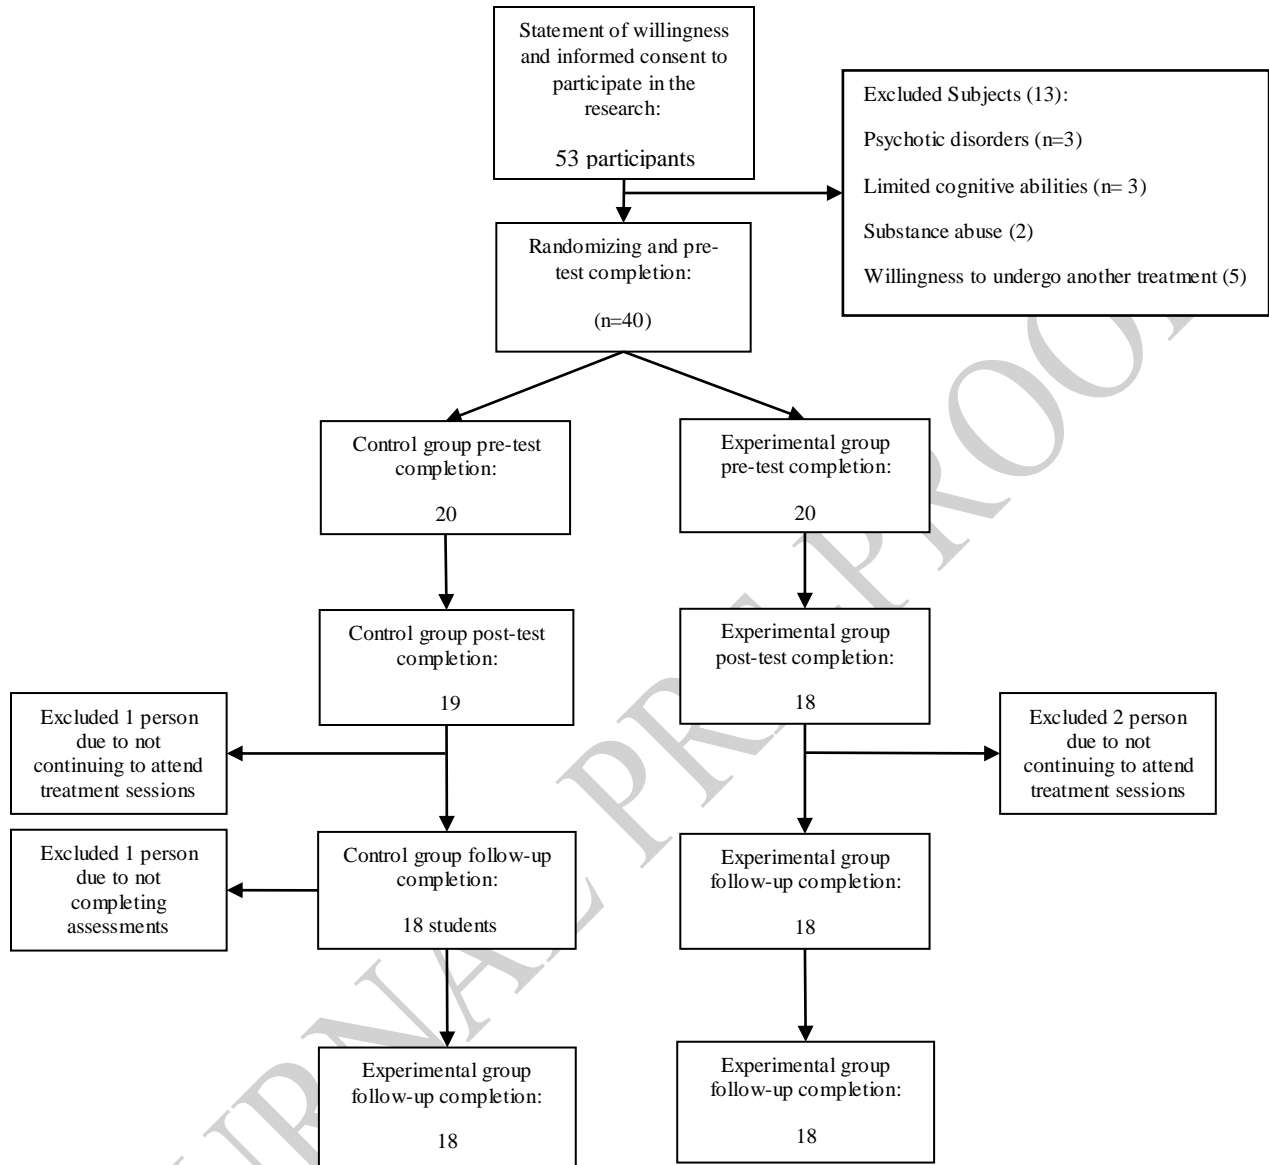 Statement of willingness
and informed consent to
participate in the
research:
53 participants
Excluded Subjects (13):
Psychotic disorders (n=3)
Limited cognitive abilities (n= 3)
Substance abuse (2)
Willingness to undergo another treatment (5)
Randomizing and pre-
test completion:
(n=40)
Control group pre-test
completion:
20
Experimental group
pre-test completion:
20
Control group post-test
completion:
19
Experimental group
post-test completion:
18
Excluded 1 person
due to not
continuing to attend
treatment sessions
Excluded 2 person
due to not
continuing to attend
treatment sessions
Excluded 1 person
due to not
completing
assessments
Control group follow-up
completion:
18 students
Experimental group
follow-up completion:
18
Experimental group
follow-up completion:
18
Experimental group
follow-up completion:
18
URNAL PRE-PROO